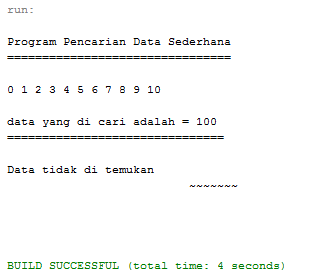 run:
Program Pencarian Data Sederhana
================================
0 1 2 3 4 5 6 7 8 9 10
data yang di cari adalah = 100
===============================
Data tidak di temukan
~~~~~~~
BUILD SUCCESSFUL (total time: 4 seconds)